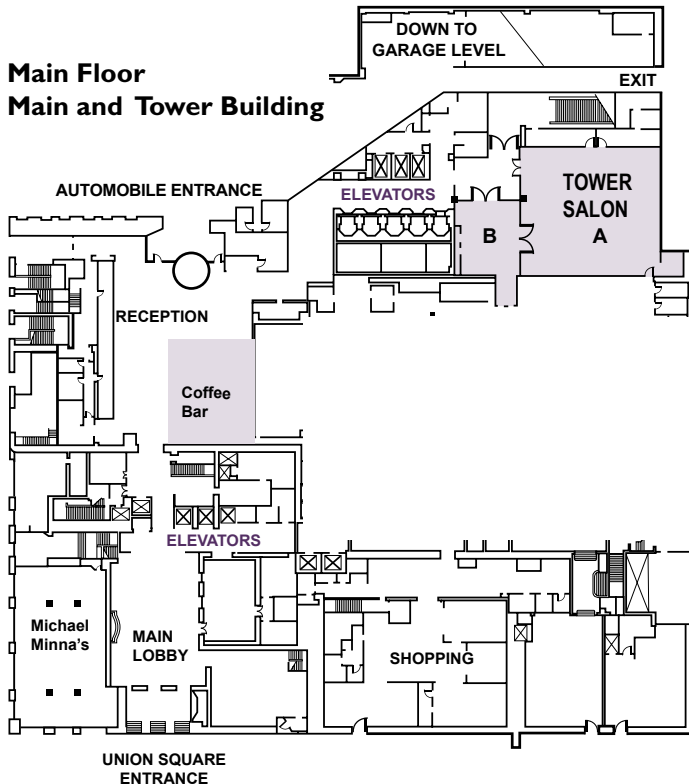 Main Floor
Main and Tower Building
DOWN TO
GARAGE LEVEL
EXIT
AUTOMOBILE ENTRANCE
ELEVATORS
TOWER
SALON
A
B
RECEPTION
Coffee
Bar
ELEVATORS
Michael
Minna's
MAIN
LOBBY
SHOPPING
UNION SQUARE
ENTRANCE